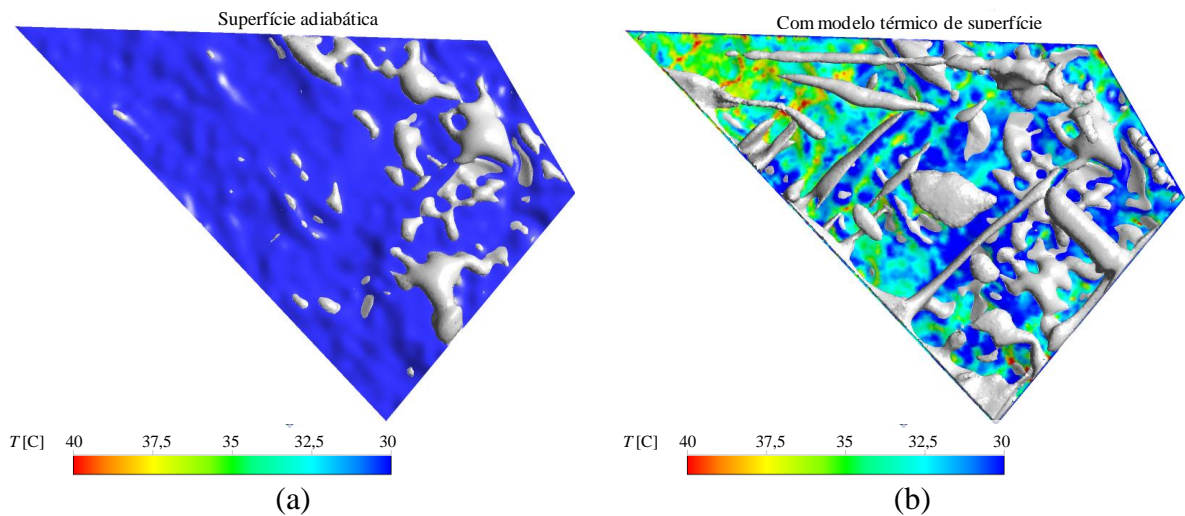 Superfície adiabática
Com modelo térmico de superfície
T [C] 40 37,5 35 32,5 30
T [C] 40 37,5 35 32,5 30
(a)
(b)